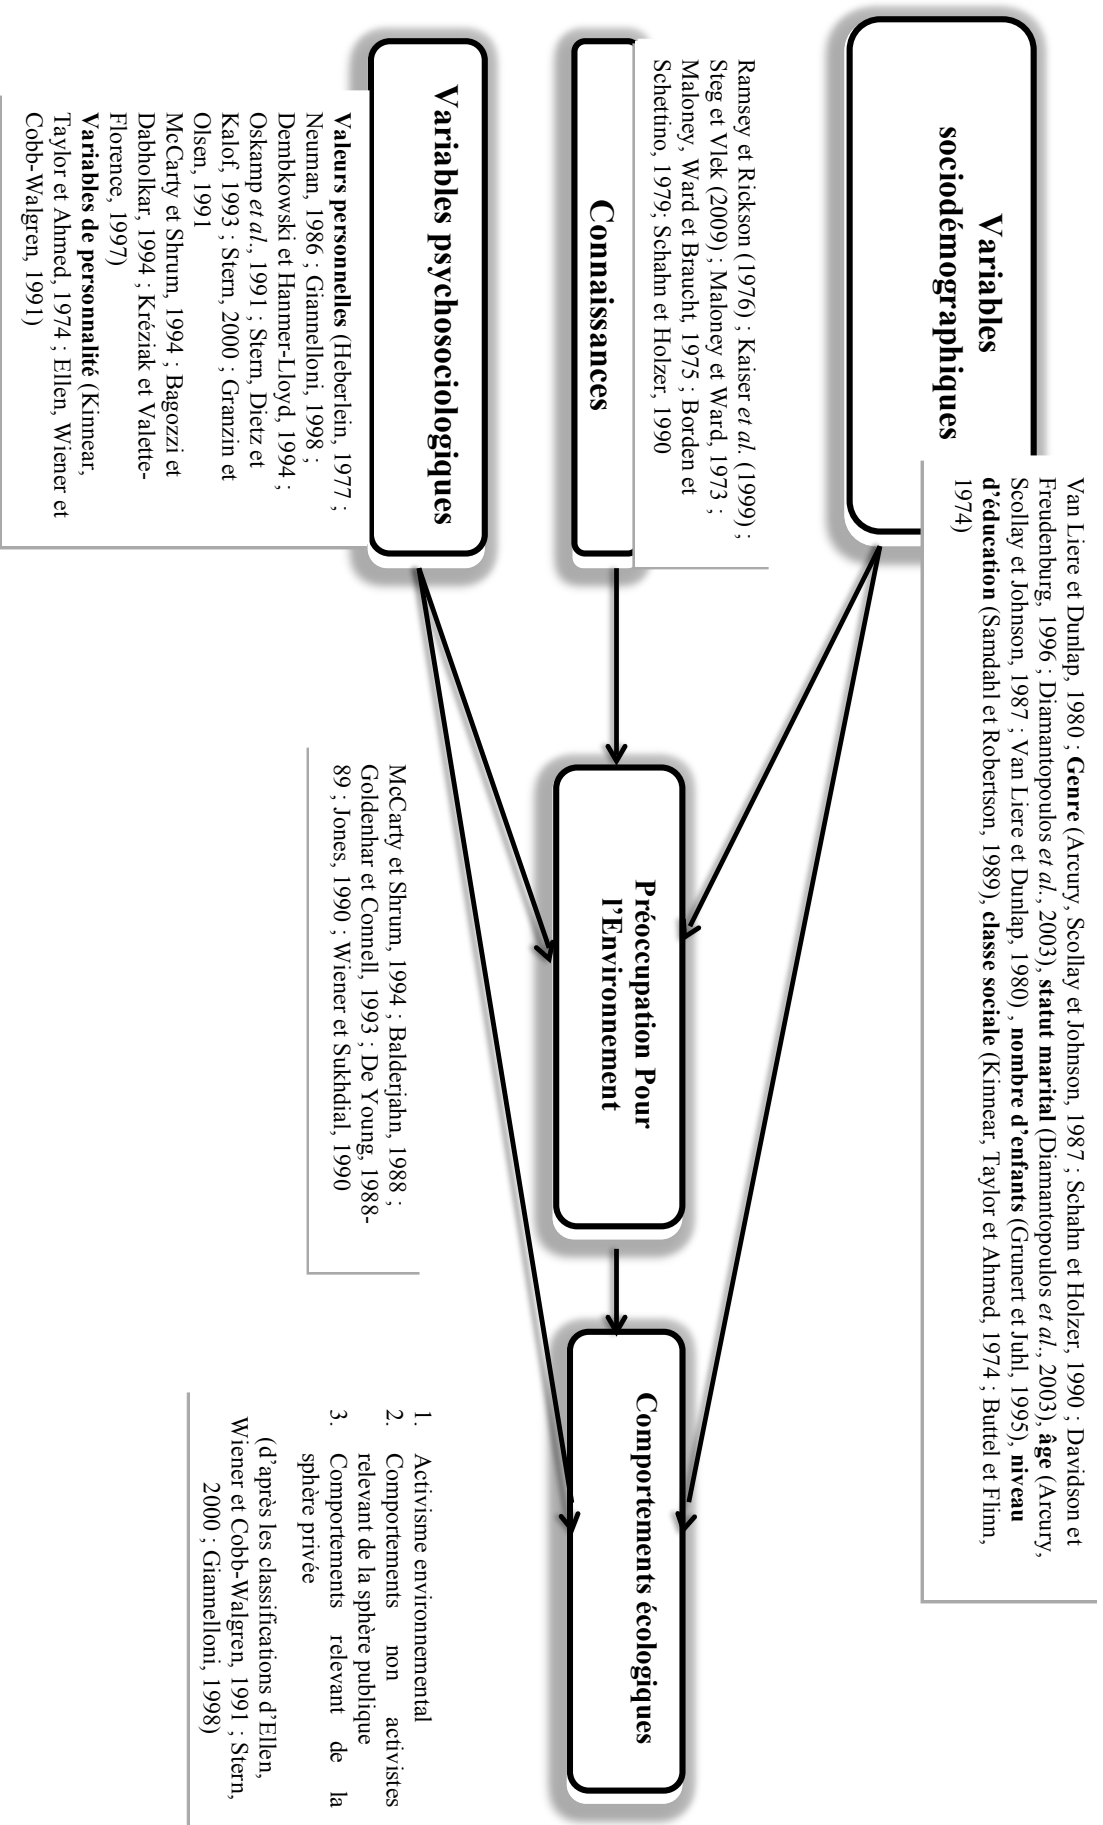 Van Liere et Dunlap, 1980 ; Genre (Arcury, Scollay et Johnson, 1987 ; Schahn et Holzer, 1990 ; Davidson et
Freudenburg, 1996 ; Diamantopoulos et al., 2003), statut marital (Diamantopoulos et al., 2003), âge (Arcury,
Scollay et Johnson, 1987 ; Van Liere et Dunlap, 1980) , nombre d'enfants (Grunert et Juhl, 1995), niveau
d'éducation (Samdahl et Robertson, 1989), classe sociale (Kinnear, Taylor et Ahmed, 1974 ; Buttel et Flinn,
1974)
Variables
sociodémographiques
Ramsey et Rickson (1976) ; Kaiser et al. (1999) ;
Steg et Vlek (2009) ; Maloney et Ward, 1973 ;
Maloney, Ward et Braucht, 1975 ; Borden et
Schettino, 1979; Schahn et Holzer, 1990
Connaissances
Préoccupation Pour
l'Environnement
Comportements écologiques
Variables psychosociologiques
Valeurs personnelles (Heberlein, 1977 ;
Neuman, 1986 ; Giannelloni, 1998 ;
Dembkowski et Hanmer-Lloyd, 1994 ;
Oskamp et al., 1991 ; Stern, Dietz et
Kalof, 1993 ; Stern, 2000 ; Granzin et
Olsen, 1991
McCarty et Shrum, 1994 ; Bagozzi et
Dabholkar, 1994 ; Kréziak et Valette-
Florence, 1997)
Variables de personnalité (Kinnear,
Taylor et Ahmed, 1974 ; Ellen, Wiener et
Cobb-Walgren, 1991)
McCarty et Shrum, 1994 ; Balderjahn, 1988 ;
Goldenhar et Connell, 1993 ; De Young, 1988-
89 ; Jones, 1990 ; Wiener et Sukhdial, 1990
1. Activisme environnemental
2. Comportements non activistes
relevant de la sphère publique
3. Comportements relevant de la
sphère privée
(d'après les classifications d'Ellen,
Wiener et Cobb-Walgren, 1991 ; Stern,
2000 ; Giannelloni, 1998)